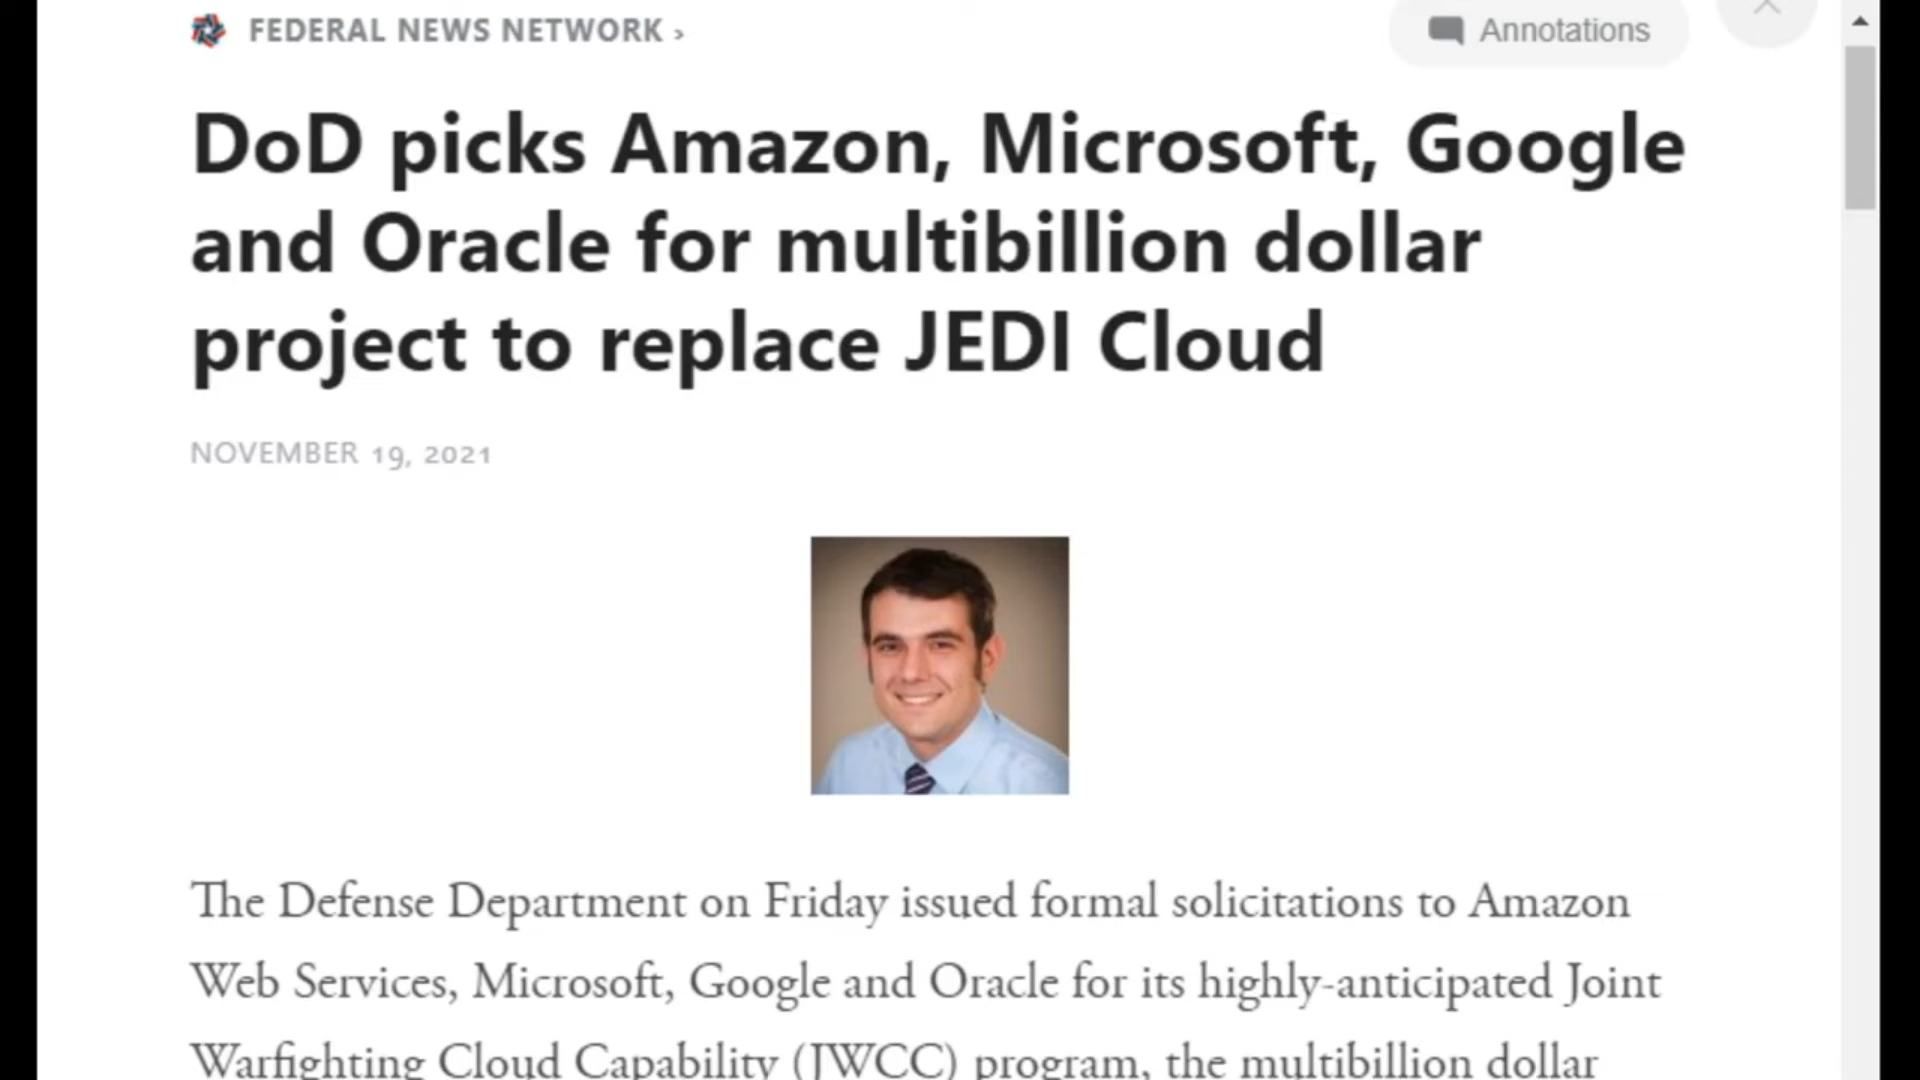 FEDERAL NEWS NETWORK ›
Annotations
DoD picks Amazon, Microsoft, Google
and Oracle for multibillion dollar
project to replace JEDI Cloud
NOVEMBER 19, 2021
The Defense Department on Friday issued formal solicitations to Amazon
Web Services, Microsoft, Google and Oracle for its highly-anticipated Joint
Warfighting Cloud Capability (JWCC) program, the multibillion dollar